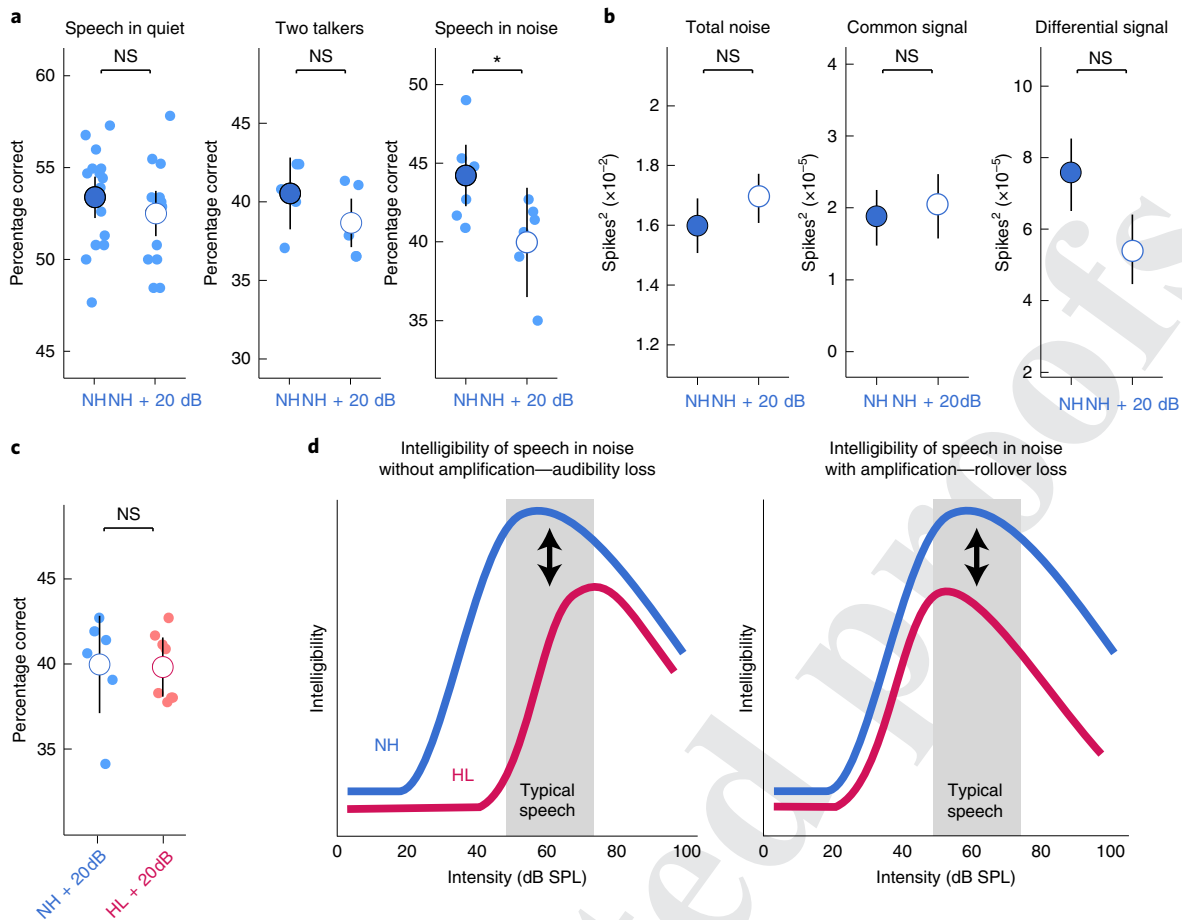 a
Speech in quiet
NS
Percentage correct
60
55
50
45
NH NH + 20 dB
Two talkers
NS
Percentage correct
45
40
35
30
NH NH + 20 dB
Speech in noise
*
Percentage correct
50
45
40
35
NH NH + 20 dB
b
Total noise
NS
Spikes² (×10⁻²)
2
1.8
1.6
1.4
1.2
NH NH + 20 dB
Common signal
NS
Spikes² (×10⁻⁵)
4
3
2
1
0
NH NH + 20dB
Differential signal
NS
Spikes² (×10⁻⁵)
10
8
6
4
2
NH NH + 20 dB
c
NS
Percentage correct
45
40
35
NH + 20dB
HL + 20dB
d
Intelligibility of speech in noise
without amplification—audibility loss
Intelligibility
NH
HL
Typical
speech
0 20 40 60 80 100
Intensity (dB SPL)
Intelligibility of speech in noise
with amplification—rollover loss
Intelligibility
Typical
speech
0 20 40 60 80 100
Intensity (dB SPL)
ted proofs